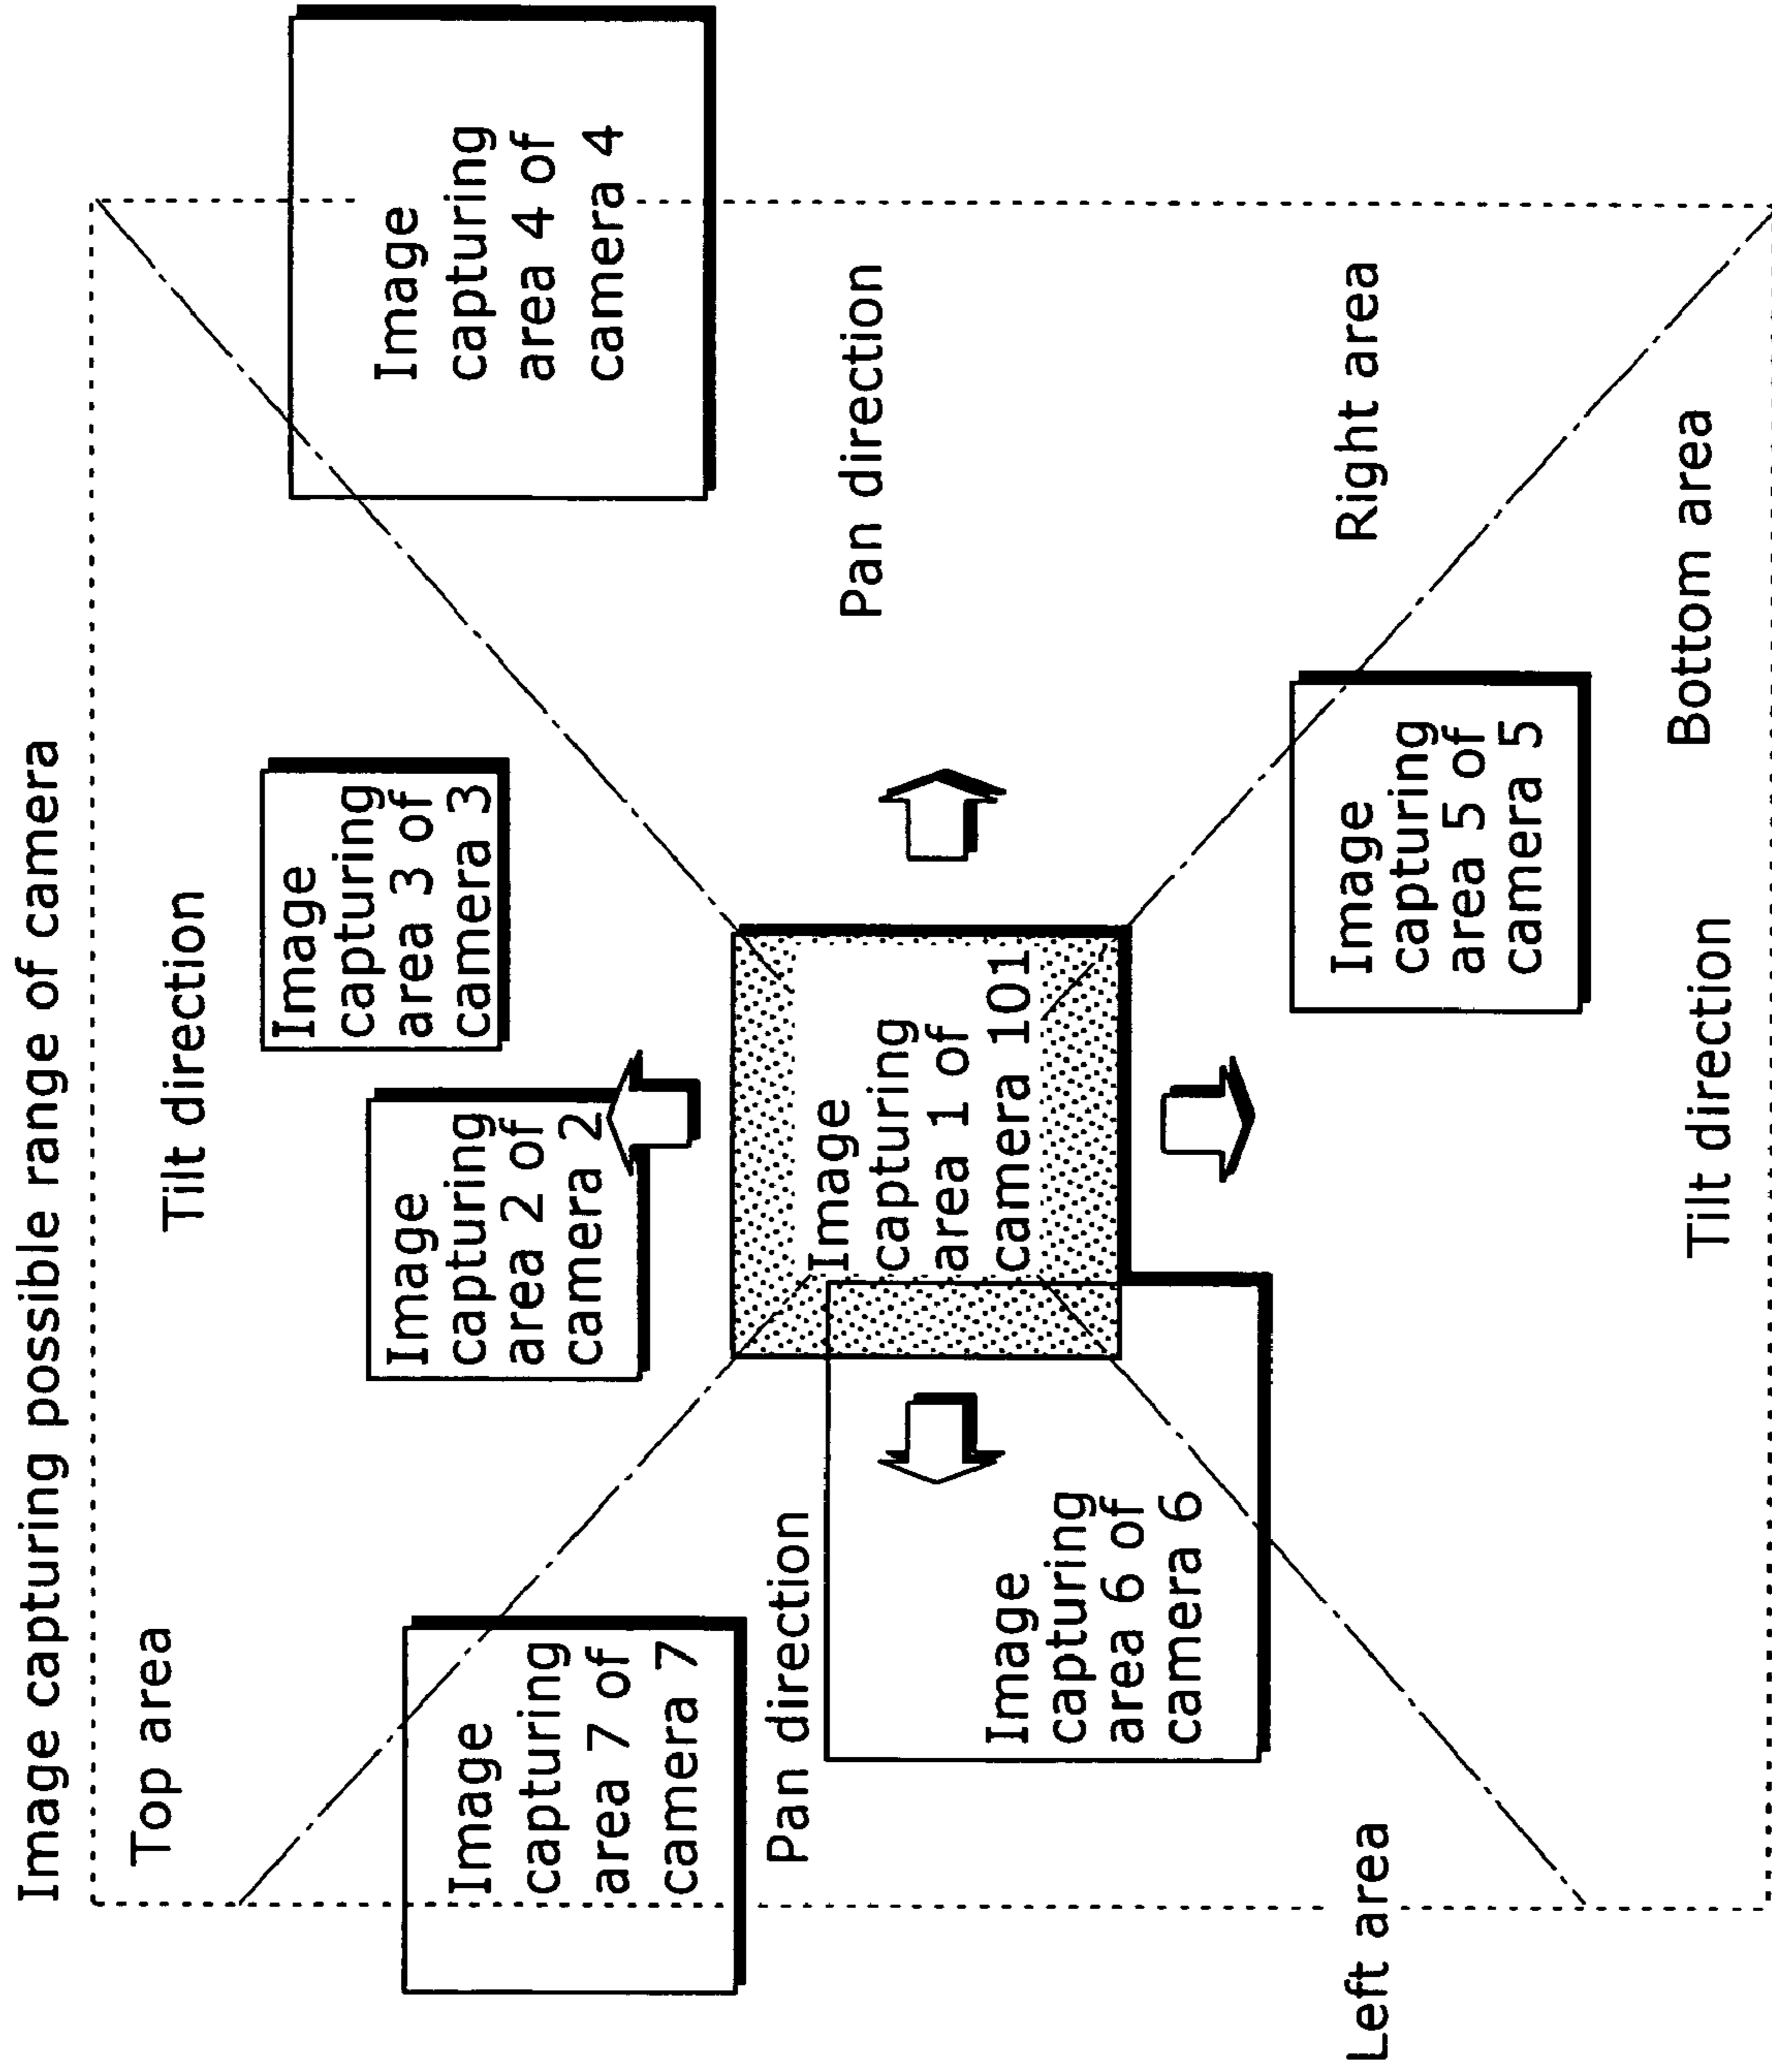 Image capturing possible range of camera
Top area
Tilt direction
Image
capturing
area 3 of
camera 3
Image
capturing
area 4 of
camera 4
Image
capturing
area 2 of
camera 2
Image
capturing
area 7 of
camera 7
Pan direction
Pan direction
Image
capturing
area 1 of
camera 101
Image
capturing
area 6 of
camera 6
Left area
Right area
Image
capturing
area 5 of
camera 5
Bottom area
Tilt direction